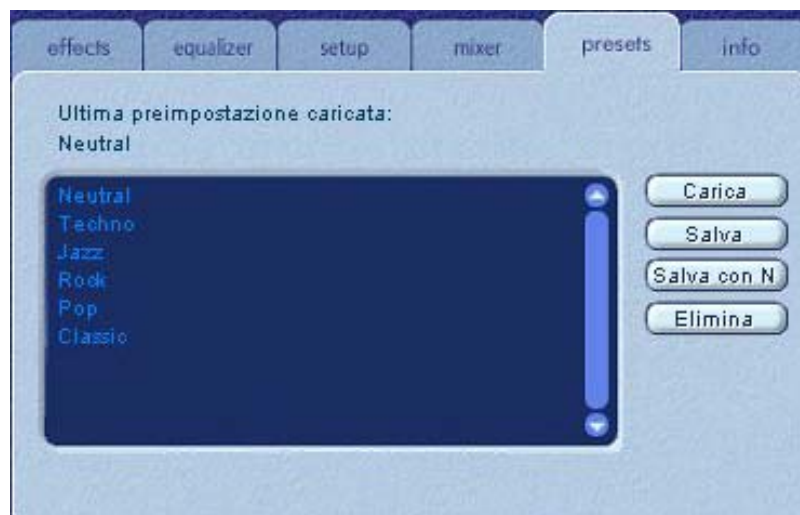 effects equalizer setup mixer presets info
Ultima preimpostazione caricata:
Neutral
Neutral
Techno
Jazz
Rock
Pop
Classic
Carica
Salva
Salva con N
Elimina